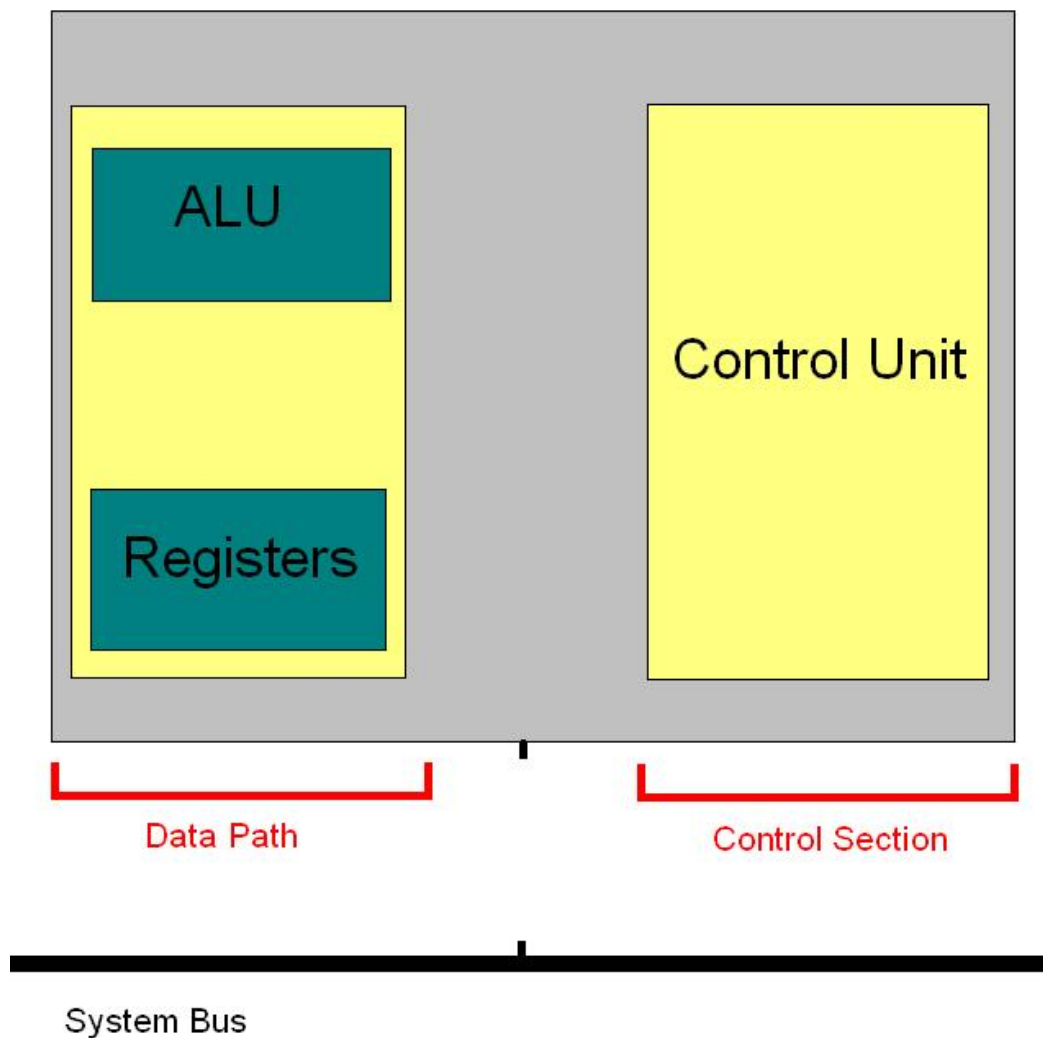 ALU
Control Unit
Registers
Data Path
Control Section
System Bus